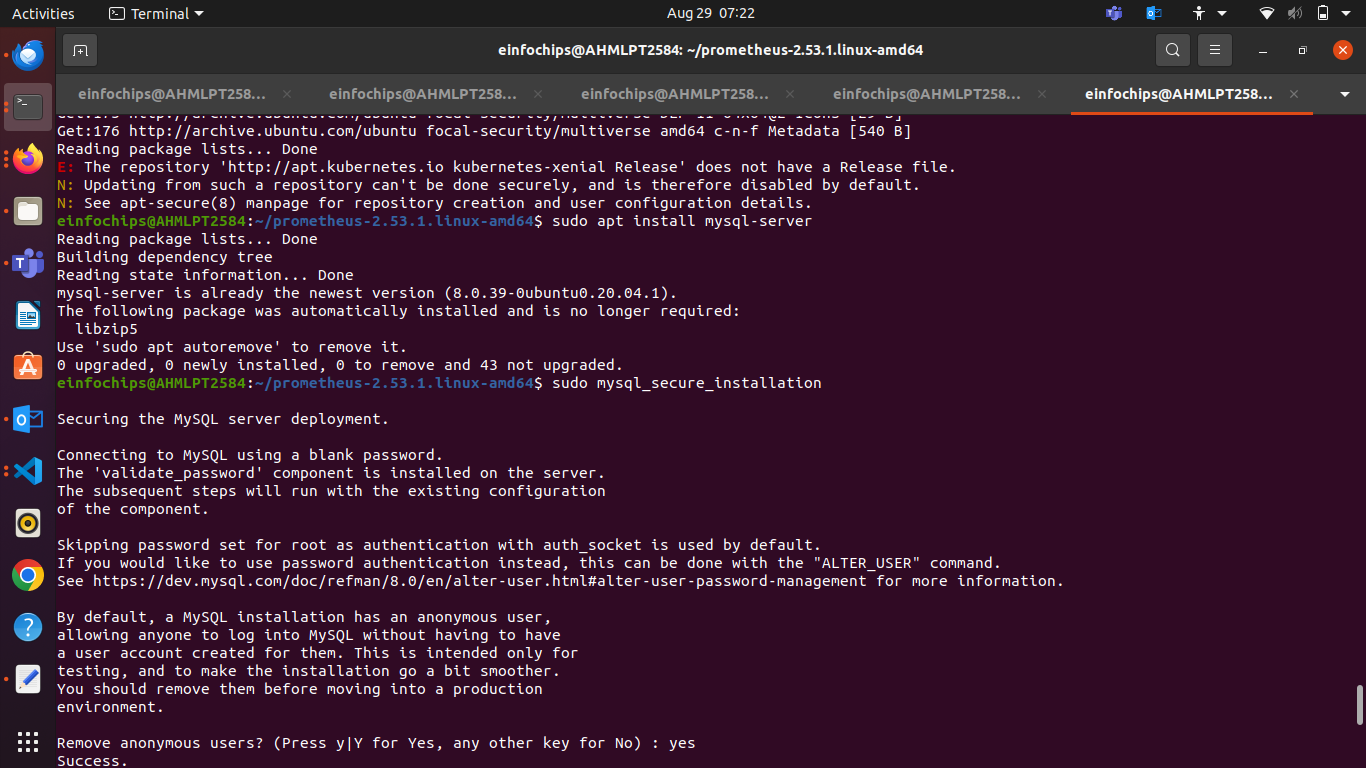 Activities
Terminal
Aug 29 07:22
einfochips@AHMLPT2584: ~/prometheus-2.53.1.linux-amd64
einfochips@AHMLPT258...
einfochips@AHMLPT258...
einfochips@AHMLPT258...
einfochips@AHMLPT258...
einfochips@AHMLPT258...
Get:176 http://archive.ubuntu.com/ubuntu focal-security/multiverse amd64 c-n-f Metadata [540 B]
Reading package lists... Done
E: The repository 'http://apt.kubernetes.io kubernetes-xenial Release' does not have a Release file.
N: Updating from such a repository can't be done securely, and is therefore disabled by default.
N: See apt-secure(8) manpage for repository creation and user configuration details.
einfochips@AHMLPT2584:~/prometheus-2.53.1.linux-amd64$ sudo apt install mysql-server
Reading package lists... Done
Building dependency tree
Reading state information... Done
mysql-server is already the newest version (8.0.39-0ubuntu0.20.04.1).
The following package was automatically installed and is no longer required:
  libzip5
Use 'sudo apt autoremove' to remove it.
0 upgraded, 0 newly installed, 0 to remove and 43 not upgraded.
einfochips@AHMLPT2584:~/prometheus-2.53.1.linux-amd64$ sudo mysql_secure_installation
Securing the MySQL server deployment.
Connecting to MySQL using a blank password.
The 'validate_password' component is installed on the server.
The subsequent steps will run with the existing configuration
of the component.
Skipping password set for root as authentication with auth_socket is used by default.
If you would like to use password authentication instead, this can be done with the "ALTER_USER" command.
See https://dev.mysql.com/doc/refman/8.0/en/alter-user.html#alter-user-password-management for more information.
By default, a MySQL installation has an anonymous user,
allowing anyone to log into MySQL without having to have
a user account created for them. This is intended only for
testing, and to make the installation go a bit smoother.
You should remove them before moving into a production
environment.
Remove anonymous users? (Press y|Y for Yes, any other key for No) : yes
Success.